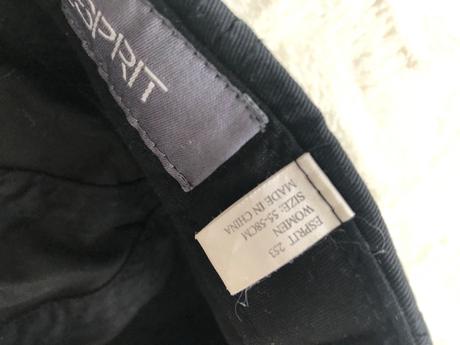 ESPRIT
ESPRIT 253
WOMEN
SIZE: 55-58CM
MADE IN CHINA